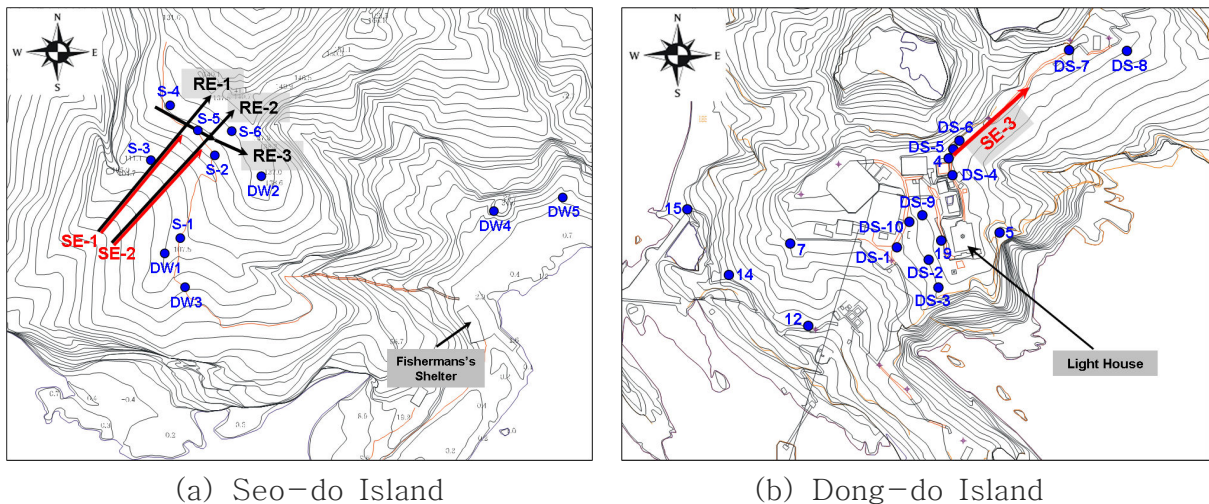 N
W
E
S
RE-1
S-4
RE-2
S-5
S-6
S-3
RE-3
S-2
DW2
DW5
DW4
SE-1
S-1
SE-2
DW1
DW3
Fishermans's
Shelter
(a) Seo-do Island
N
W
E
S
DS-7
DS-8
SE-3
DS-6
DS-5
4
DS-4
15
DS-9
DS-10
5
7
DS-1
19
DS-2
14
DS-3
12
Light House
(b) Dong-do Island